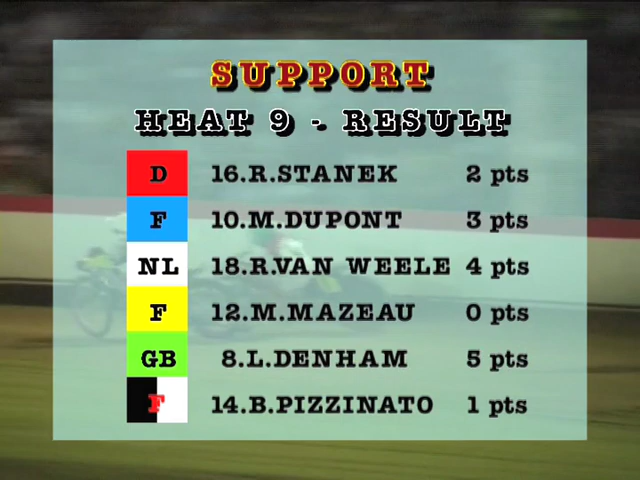 SUPPORT
HEAT 9 - RESULT
D 16.R.STANEK 2 pts
F 10.M.DUPONT 3 pts
NL 18.R.VAN WEELE 4 pts
F 12.M.MAZEAU 0 pts
GB 8.L.DENHAM 5 pts
F 14.B.PIZZINATO 1 pts